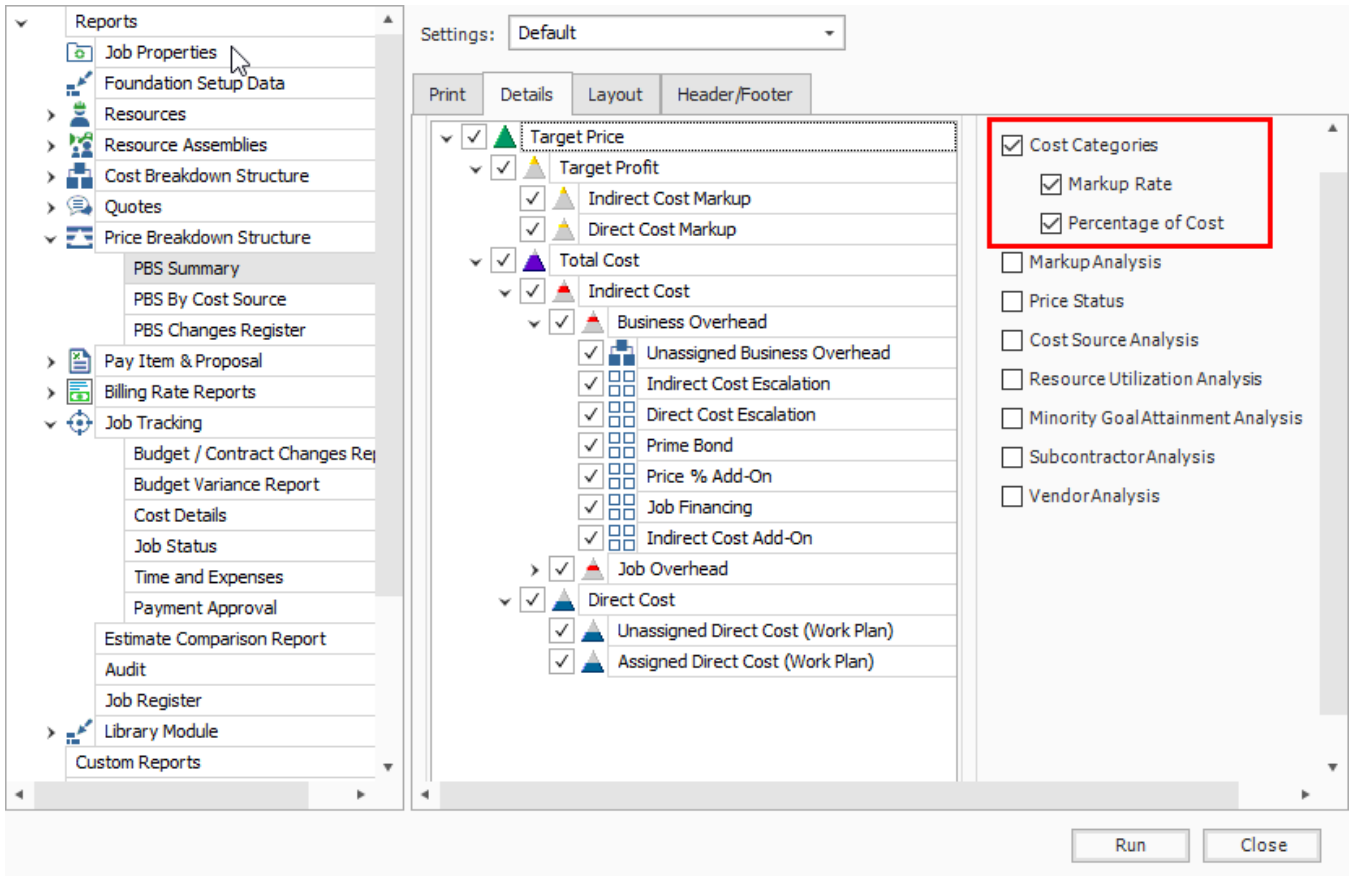 Reports
Job Properties
Foundation Setup Data
Resources
Resource Assemblies
Cost Breakdown Structure
Quotes
Price Breakdown Structure
PBS Summary
PBS By Cost Source
PBS Changes Register
Pay Item & Proposal
Billing Rate Reports
Job Tracking
Budget / Contract Changes Rep
Budget Variance Report
Cost Details
Job Status
Time and Expenses
Payment Approval
Estimate Comparison Report
Audit
Job Register
Library Module
Custom Reports
Settings: Default
Print Details Layout Header/Footer
Target Price
Target Profit
Indirect Cost Markup
Direct Cost Markup
Total Cost
Indirect Cost
Business Overhead
Unassigned Business Overhead
Indirect Cost Escalation
Direct Cost Escalation
Prime Bond
Price % Add-On
Job Financing
Indirect Cost Add-On
Job Overhead
Direct Cost
Unassigned Direct Cost (Work Plan)
Assigned Direct Cost (Work Plan)
Cost Categories
Markup Rate
Percentage of Cost
Markup Analysis
Price Status
Cost Source Analysis
Resource Utilization Analysis
Minority Goal Attainment Analysis
Subcontractor Analysis
Vendor Analysis
Run Close